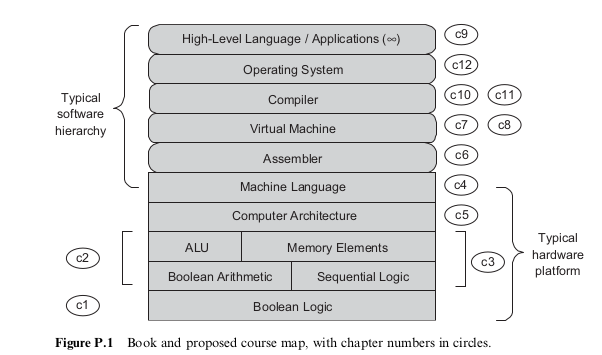 High-Level Language / Applications (∞)
c9
Operating System
c12
Compiler
c10
c11
Typical
software
hierarchy
Virtual Machine
c7
c8
Assembler
c6
Machine Language
c4
Computer Architecture
c5
ALU
Memory Elements
c2
c3
Typical
hardware
platform
Boolean Arithmetic
Sequential Logic
c1
Boolean Logic
Figure P.1 Book and proposed course map, with chapter numbers in circles.